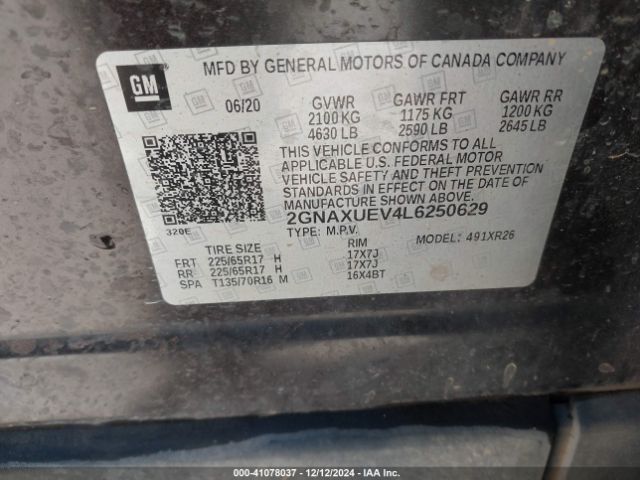 GM
MFD BY GENERAL MOTORS OF CANADA COMPANY
06/20 GVWR GAWR FRT GAWR RR
2100 KG 1175 KG 1200 KG
4630 LB 2590 LB 2645 LB
THIS VEHICLE CONFORMS TO ALL
APPLICABLE U.S. FEDERAL MOTOR
VEHICLE SAFETY AND THEFT PREVENTION
STANDARDS IN EFFECT ON THE DATE OF
MANUFACTURE SHOWN ABOVE.
2GNAXUEV4L6250629
320E
TYPE: M.P.V. MODEL: 491XR26
TIRE SIZE RIM
FRT 225/65R17 H 17X7J
RR 225/65R17 H 17X7J
SPA T135/70R16 M 16X4BT
000-41078037 - 12/12/2024 - IAA Inc.